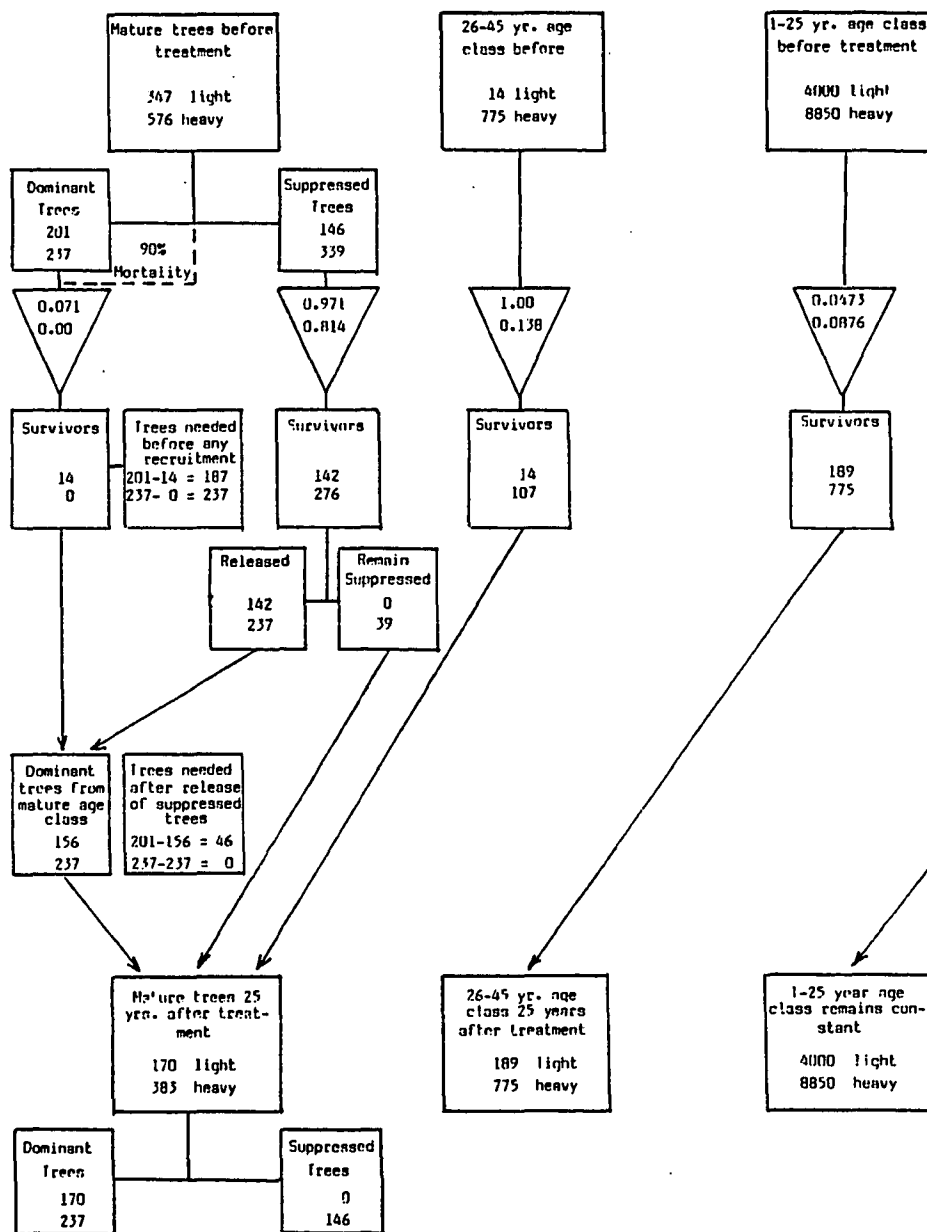 Mature trees before
treatment
347 light
576 heavy
26-45 yr. age
class before
14 light
775 heavy
1-25 yr. age class
before treatment
4000 light
8850 heavy
Dominant
Trees
201
237
90%
Mortality
Suppressed
Trees
146
339
0.071
0.00
0.971
0.814
1.00
0.138
0.0473
0.0876
Survivors
14
0
Trees needed
before any
recruitment
201-14 = 187
237- 0 = 237
Survivors
142
276
Survivors
14
107
Survivors
189
775
Released
142
237
Remain
Suppressed
0
39
Dominant
trees from
mature age
class
156
237
Trees needed
after release
of suppressed
trees
201-156 = 46
237-237 = 0
Mature trees 25
yrs. after treat-
ment
170 light
383 heavy
26-45 yr. age
class 25 years
after treatment
189 light
775 heavy
1-25 year age
class remains con-
stant
4000 light
8850 heavy
Dominant
Trees
170
237
Suppressed
Trees
0
146